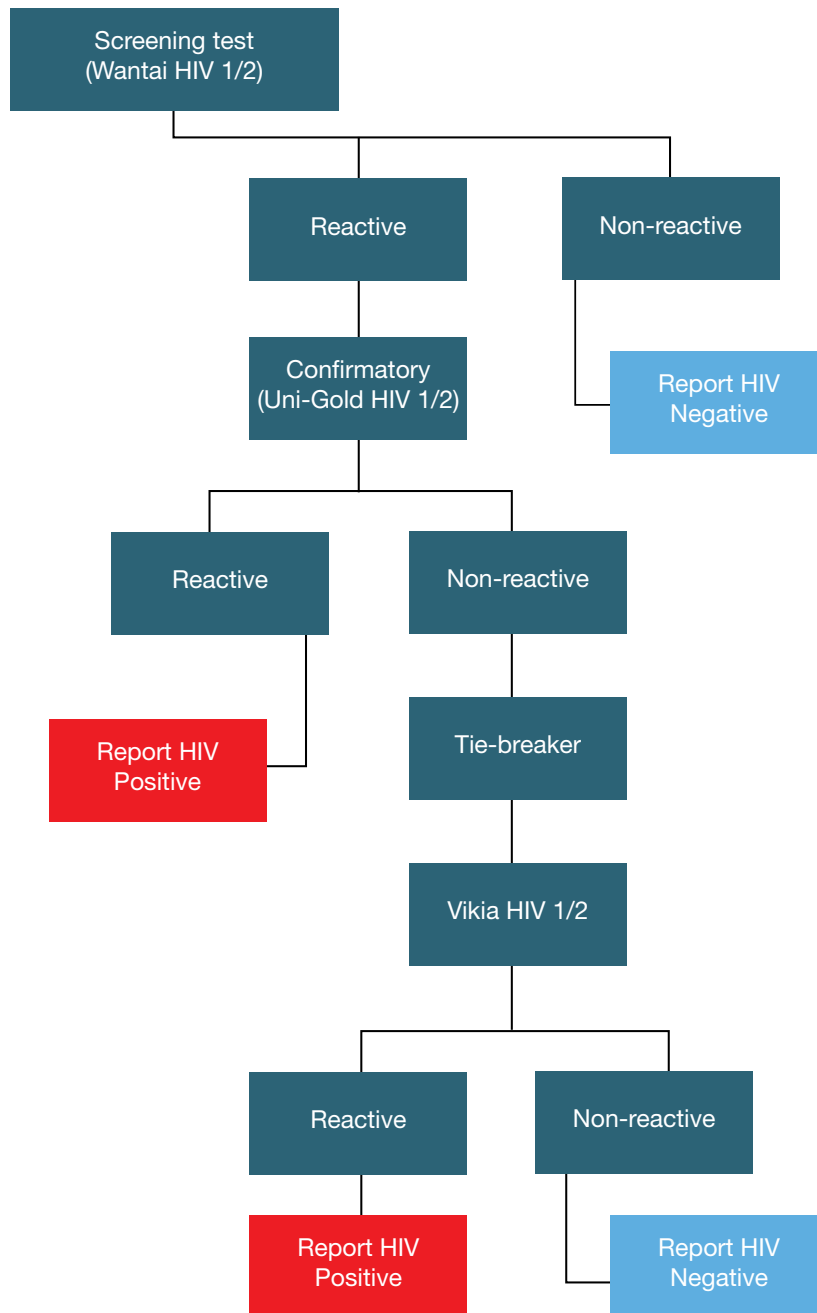 Screening test
(Wantai HIV 1/2)
Reactive
Non-reactive
Confirmatory
(Uni-Gold HIV 1/2)
Report HIV
Negative
Reactive
Non-reactive
Report HIV
Positive
Tie-breaker
Vikia HIV 1/2
Reactive
Non-reactive
Report HIV
Positive
Report HIV
Negative